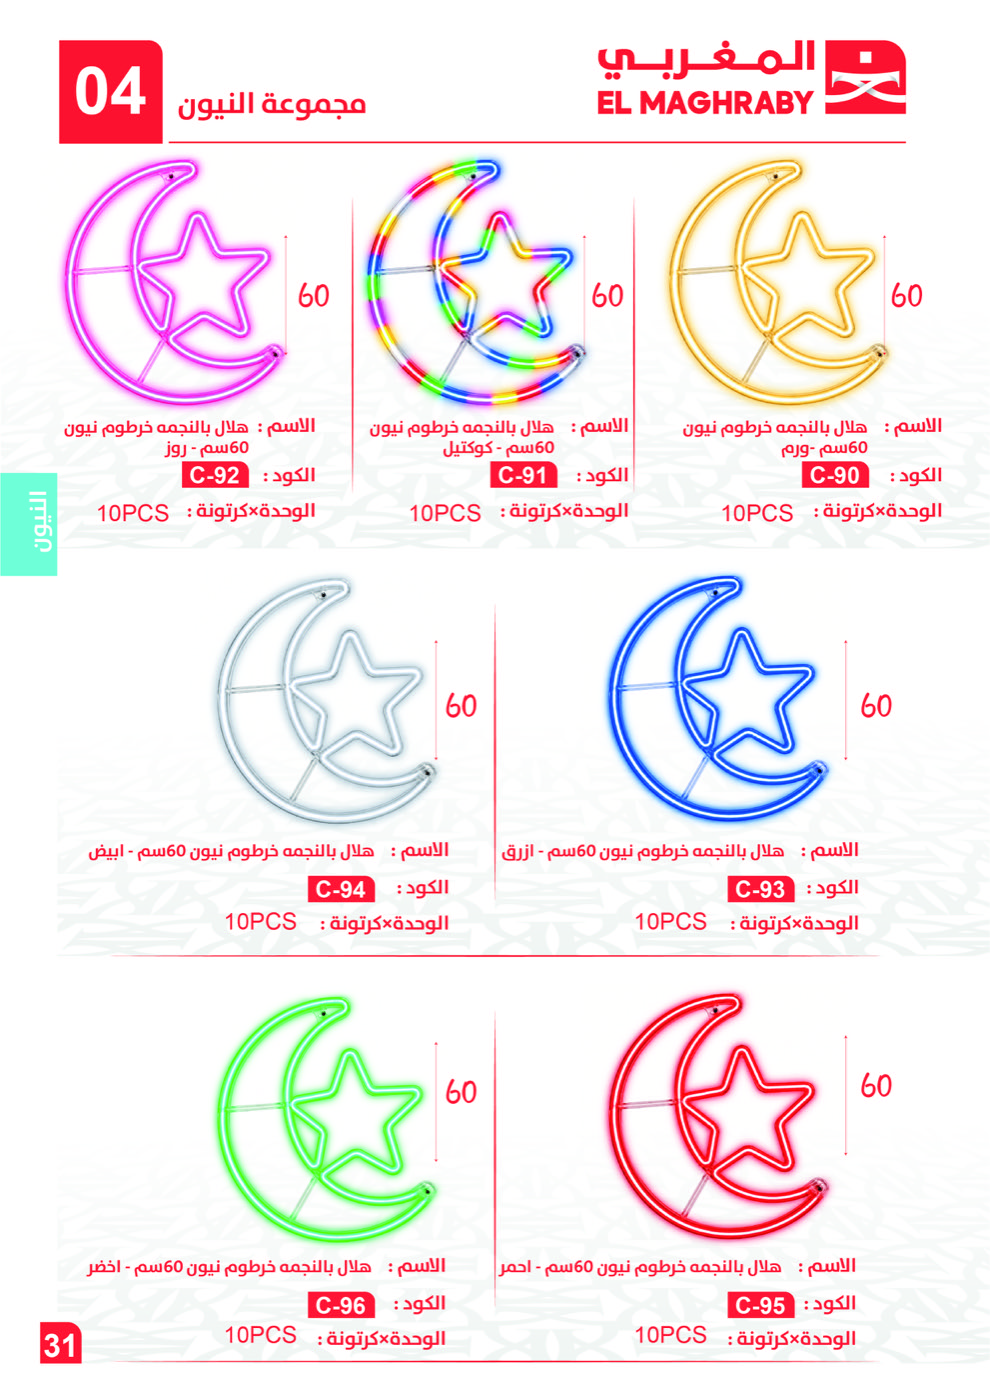 المغربي
EL MAGHRABY
مجموعة النيون
04
60
60
60
الاسم : هلال بالنجمه خرطوم نيون
60سم -ورم
الكود : C-90
الوحدة×كرتونة : 10PCS
الاسم : هلال بالنجمه خرطوم نيون
60سم - كوكتيل
الكود : C-91
الوحدة×كرتونة : 10PCS
الاسم : هلال بالنجمه خرطوم نيون
60سم - روز
الكود : C-92
الوحدة×كرتونة : 10PCS
النيون
60
60
الاسم : هلال بالنجمه خرطوم نيون 60سم - ازرق
الكود : C-93
الوحدة×كرتونة : 10PCS
الاسم : هلال بالنجمه خرطوم نيون 60سم - ابيض
الكود : C-94
الوحدة×كرتونة : 10PCS
60
60
الاسم : هلال بالنجمه خرطوم نيون 60سم - احمر
الكود : C-95
الوحدة×كرتونة : 10PCS
الاسم : هلال بالنجمه خرطوم نيون 60سم - اخضر
الكود : C-96
الوحدة×كرتونة : 10PCS
31